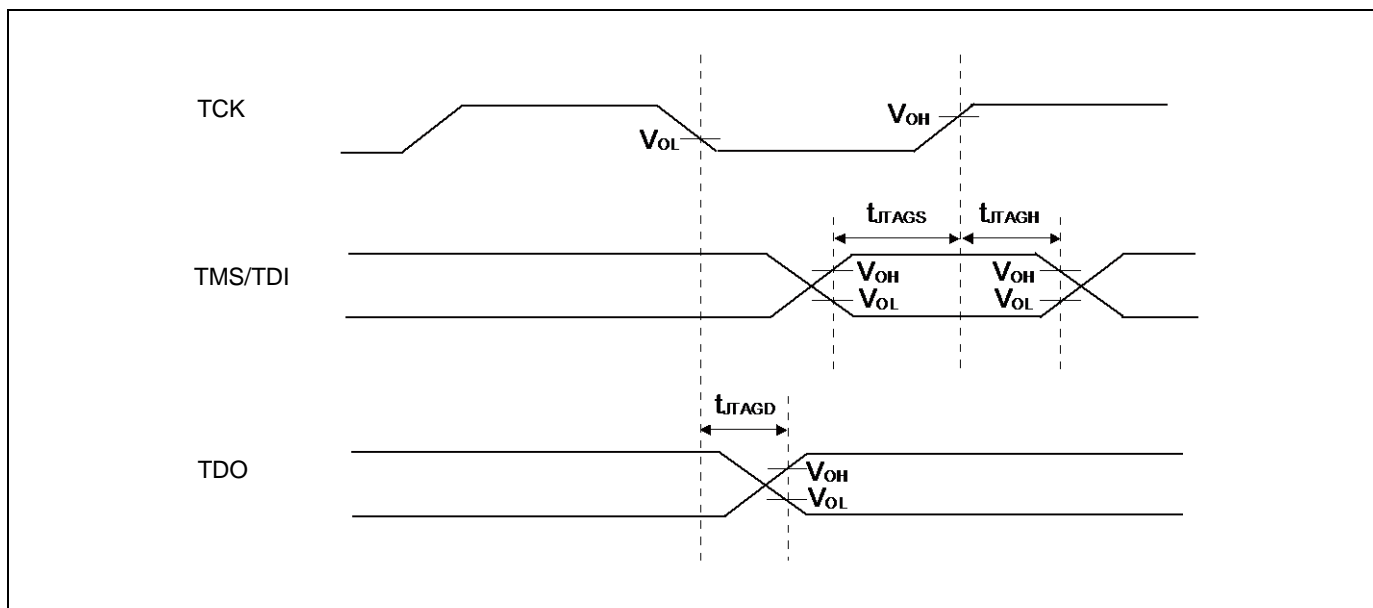 TCK
VOL
VOH
tJTAGS
tJTAGH
TMS/TDI
VOH
VOH
VOL
VOL
tJTAGD
TDO
VOH
VOL